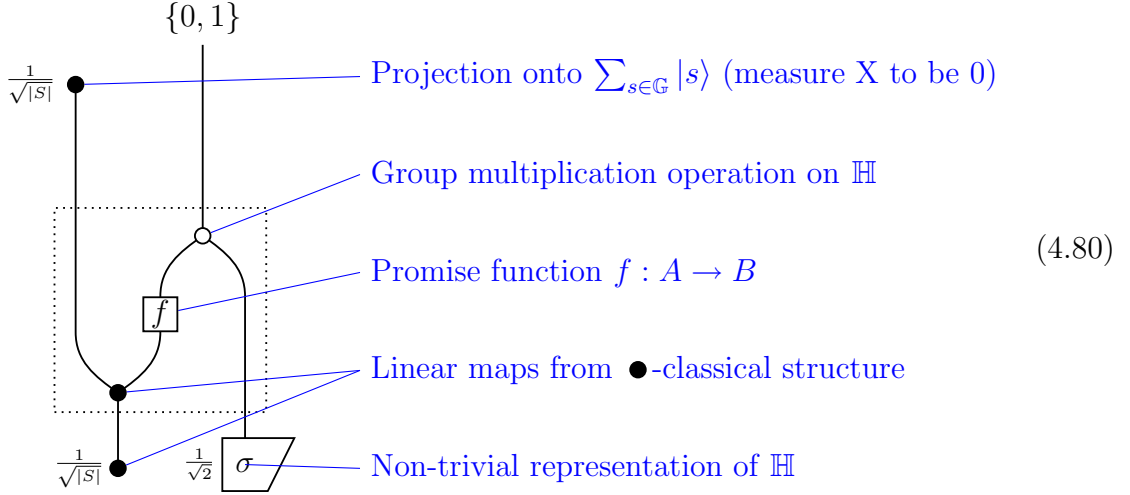 {0, 1}
1/√|S|
Projection onto ∑_{s∈𝔾} |s⟩ (measure X to be 0)
Group multiplication operation on ℍ
(4.80)
Promise function f : A → B
f
Linear maps from ●-classical structure
1/√|S|
1/√2
σ
Non-trivial representation of ℍ